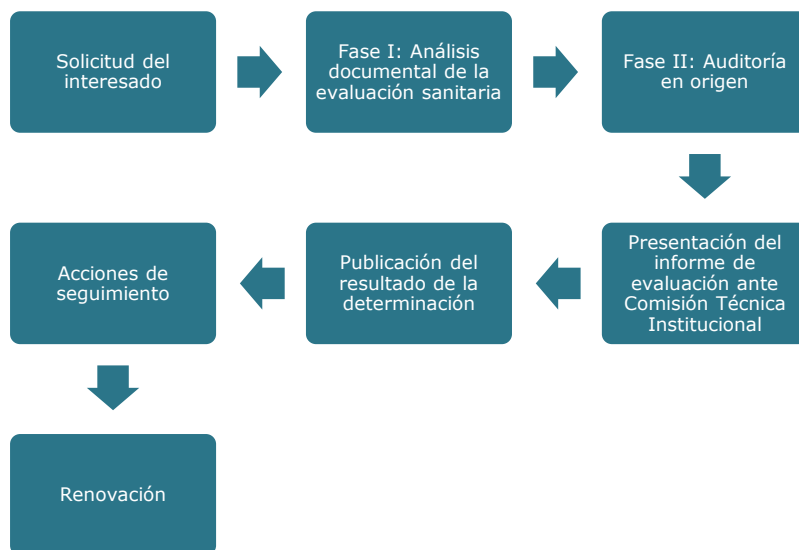 Solicitud del
interesado
Fase I: Análisis
documental de la
evaluación sanitaria
Fase II: Auditoría
en origen
Presentación del
informe de
evaluación ante
Comisión Técnica
Institucional
Publicación del
resultado de la
determinación
Acciones de
seguimiento
Renovación